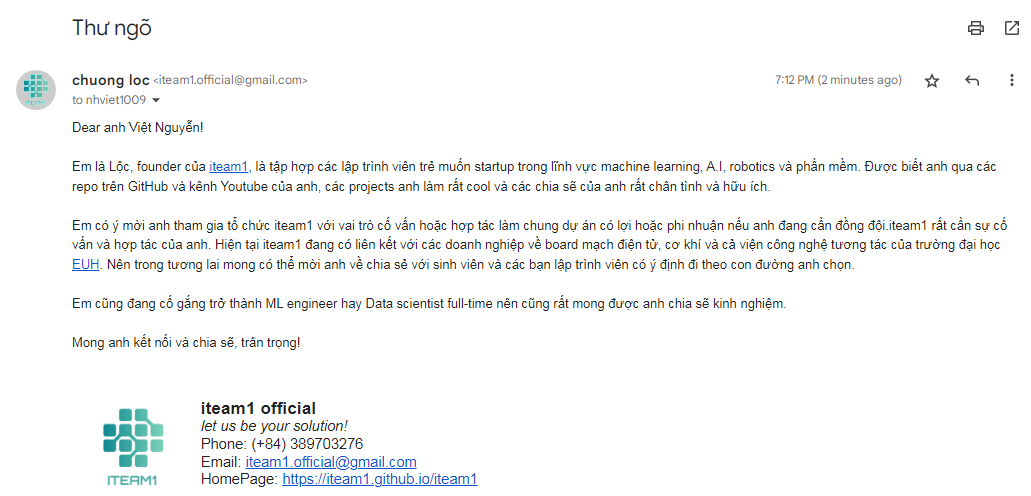 Thư ngõ
chuong loc <iteam1.official@gmail.com>
7:12 PM (2 minutes ago)
to nhviet1009
Dear anh Việt Nguyễn!
Em là Lộc, founder của iteam1, là tập hợp các lập trình viên trẻ muốn startup trong lĩnh vực machine learning, A.I, robotics và phần mềm. Được biết anh qua các
repo trên GitHub và kênh Youtube của anh, các projects anh làm rất cool và các chia sẽ của anh rất chân tình và hữu ích.
Em có ý mời anh tham gia tổ chức iteam1 với vai trò cố vấn hoặc hợp tác làm chung dự án có lợi hoặc phi nhuận nếu anh đang cần đồng đội.iteam1 rất cần sự cố
vấn và hợp tác của anh. Hiện tại iteam1 đang có liên kết với các doanh nghiệp về board mạch điện tử, cơ khí và cả viện công nghệ tương tác của trường đại học
EUH. Nên trong tương lai mong có thể mời anh về chia sẻ với sinh viên và các bạn lập trình viên có ý định đi theo con đường anh chọn.
Em cũng đang cố gắng trở thành ML engineer hay Data scientist full-time nên cũng rất mong được anh chia sẽ kinh nghiệm.
Mong anh kết nối và chia sẽ, trân trọng!
ITEAM1
iteam1 official
let us be your solution!
Phone: (+84) 389703276
Email: iteam1.official@gmail.com
HomePage: https://iteam1.github.io/iteam1